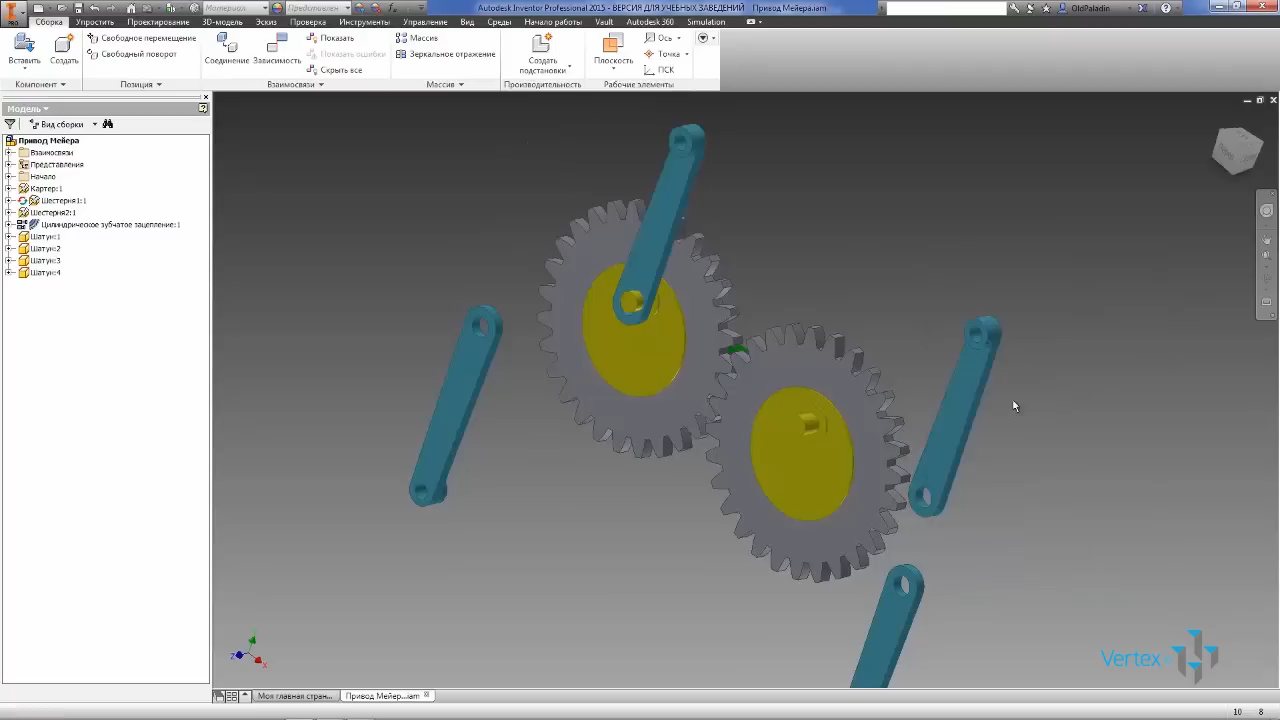 Autodesk Inventor Professional 2015 - ВЕРСИЯ ДЛЯ УЧЕБНЫХ ЗАВЕДЕНИЙ Привод Мейера.iam
Материал
Представлен
OldPaladin
PRO
Сборка Упростить Проектирование 3D-модель Эскиз Проверка Инструменты Управление Вид Среды Начало работы Vault Autodesk 360 Simulation
Вставить
Создать
Свободное перемещение
Свободный поворот
Соединение
Зависимость
Показать
Показать ошибки
Скрыть все
Массив
Зеркальное отражение
Создать подстановки
Плоскость
Ось
Точка
ПСК
Компонент
Позиция
Взаимосвязи
Массив
Производительность
Рабочие элементы
Модель
Вид сборки
Привод Мейера
Взаимосвязи
Представления
Начало
Картер:1
Шестерня1:1
Шестерня2:1
Цилиндрическое зубчатое зацепление:1
Шатун:1
Шатун:2
Шатун:3
Шатун:4
Z
X
Vertex
Моя главная стран...
Привод Мейер...iam
10 8